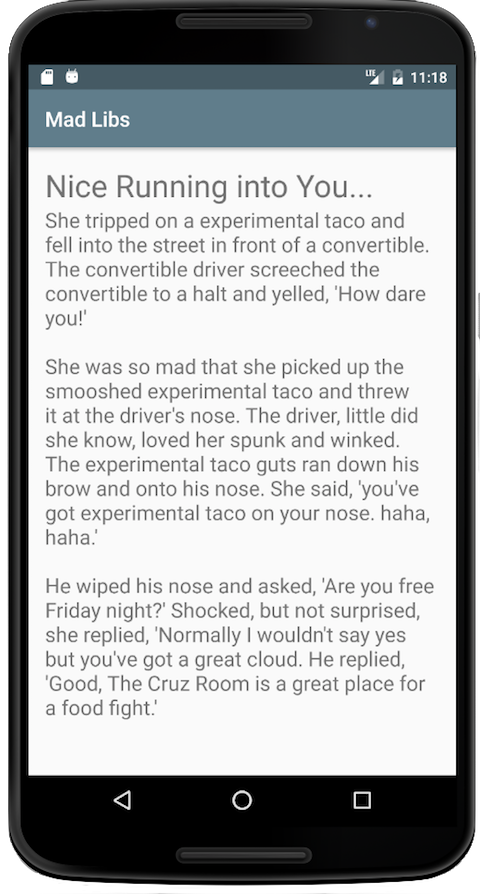 LTE 11:18
Mad Libs
Nice Running into You...
She tripped on a experimental taco and
fell into the street in front of a convertible.
The convertible driver screeched the
convertible to a halt and yelled, 'How dare
you!'
She was so mad that she picked up the
smooshed experimental taco and threw
it at the driver's nose. The driver, little did
she know, loved her spunk and winked.
The experimental taco guts ran down his
brow and onto his nose. She said, 'you've
got experimental taco on your nose. haha,
haha.'
He wiped his nose and asked, 'Are you free
Friday night?' Shocked, but not surprised,
she replied, 'Normally I wouldn't say yes
but you've got a great cloud. He replied,
'Good, The Cruz Room is a great place for
a food fight.'